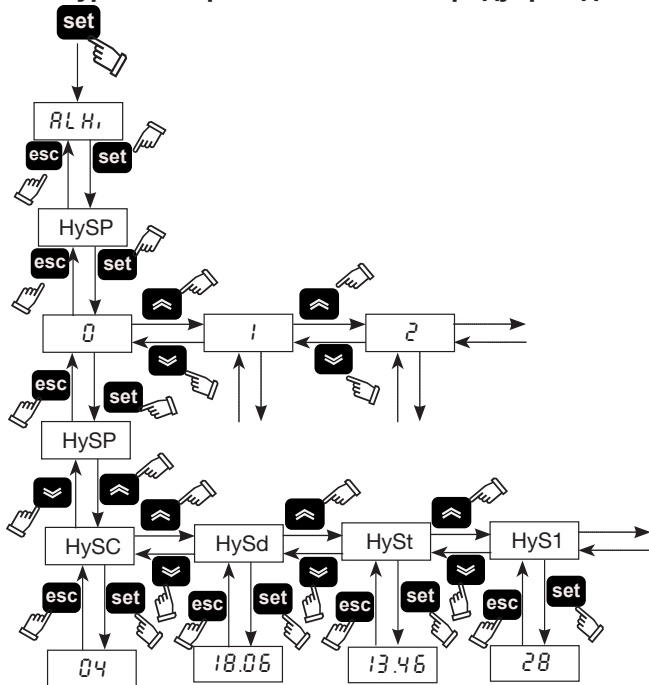 set
ALHi
esc set
HySP
esc set
0 1 2
esc set
HySP
HySC HySd HySt HyS1
esc set esc set esc set esc set
04 18.06 13.46 28